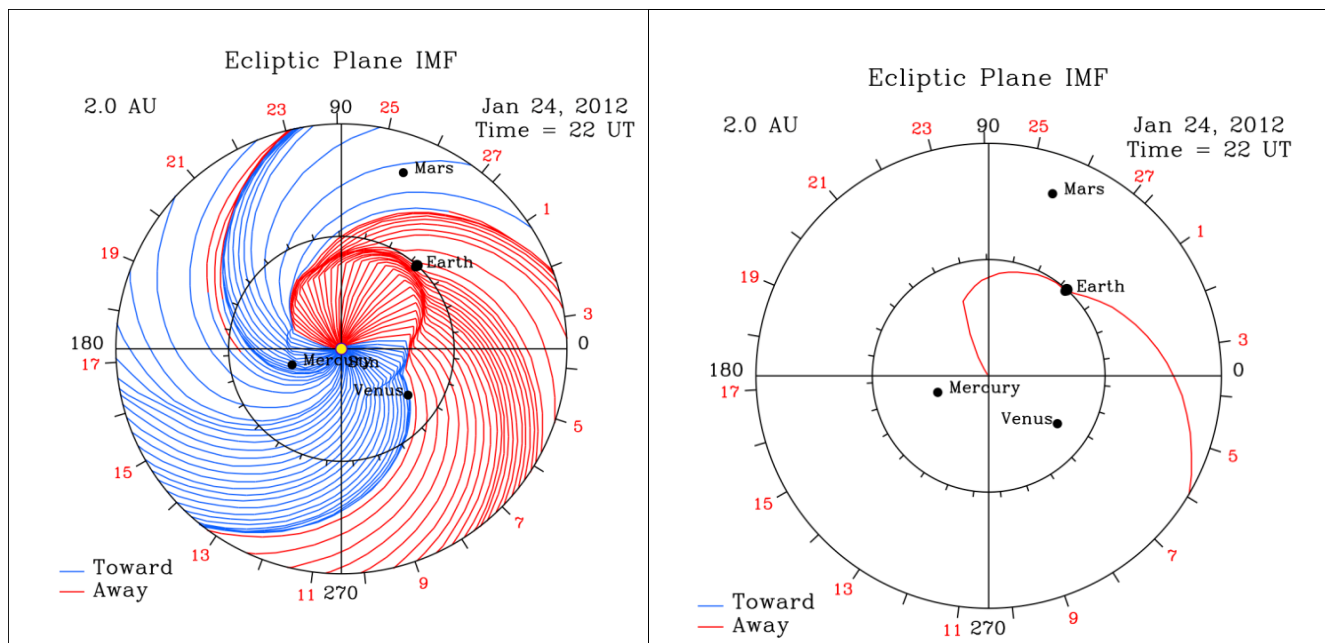 Ecliptic Plane IMF
2.0 AU
Jan 24, 2012
Time = 22 UT
23
90
25
21
27
Mars
1
19
Earth
3
180
0
17
Mercury
Sun
Venus
5
15
7
13
9
11
270
Toward
Away
Ecliptic Plane IMF
2.0 AU
Jan 24, 2012
Time = 22 UT
23
90
25
21
27
Mars
1
19
Earth
3
180
0
17
Mercury
Venus
5
15
7
13
9
11
270
Toward
Away